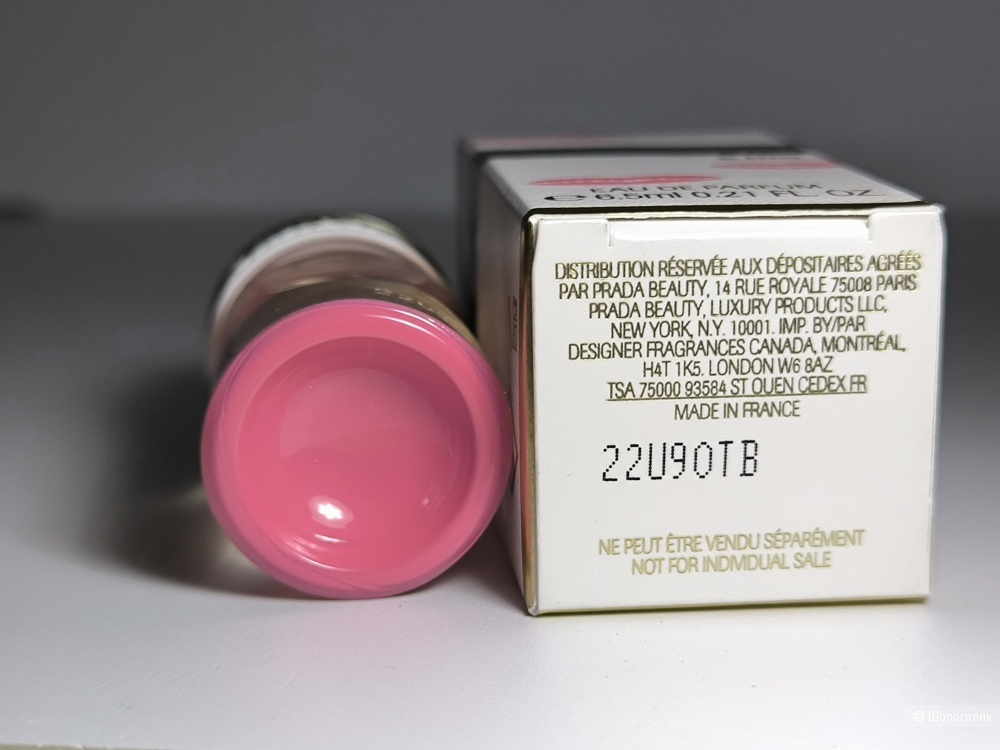 EAU DE PARFUM
6.5ml 0.21 FL. OZ.
DISTRIBUTION RÉSERVÉE AUX DÉPOSITAIRES AGRÉÉS
PAR PRADA BEAUTY, 14 RUE ROYALE 75008 PARIS
PRADA BEAUTY, LUXURY PRODUCTS LLC,
NEW YORK, N.Y. 10001. IMP. BY/PAR
DESIGNER FRAGRANCES CANADA, MONTRÉAL,
H4T 1K5. LONDON W6 8AZ
TSA 75000 93584 ST OUEN CEDEX FR
MADE IN FRANCE
22U90TB
NE PEUT ÊTRE VENDU SÉPARÉMENT
NOT FOR INDIVIDUAL SALE
© Шопоголик